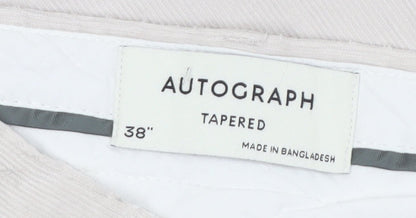 AUTOGRAPH
TAPERED
38"
MADE IN BANGLADESH